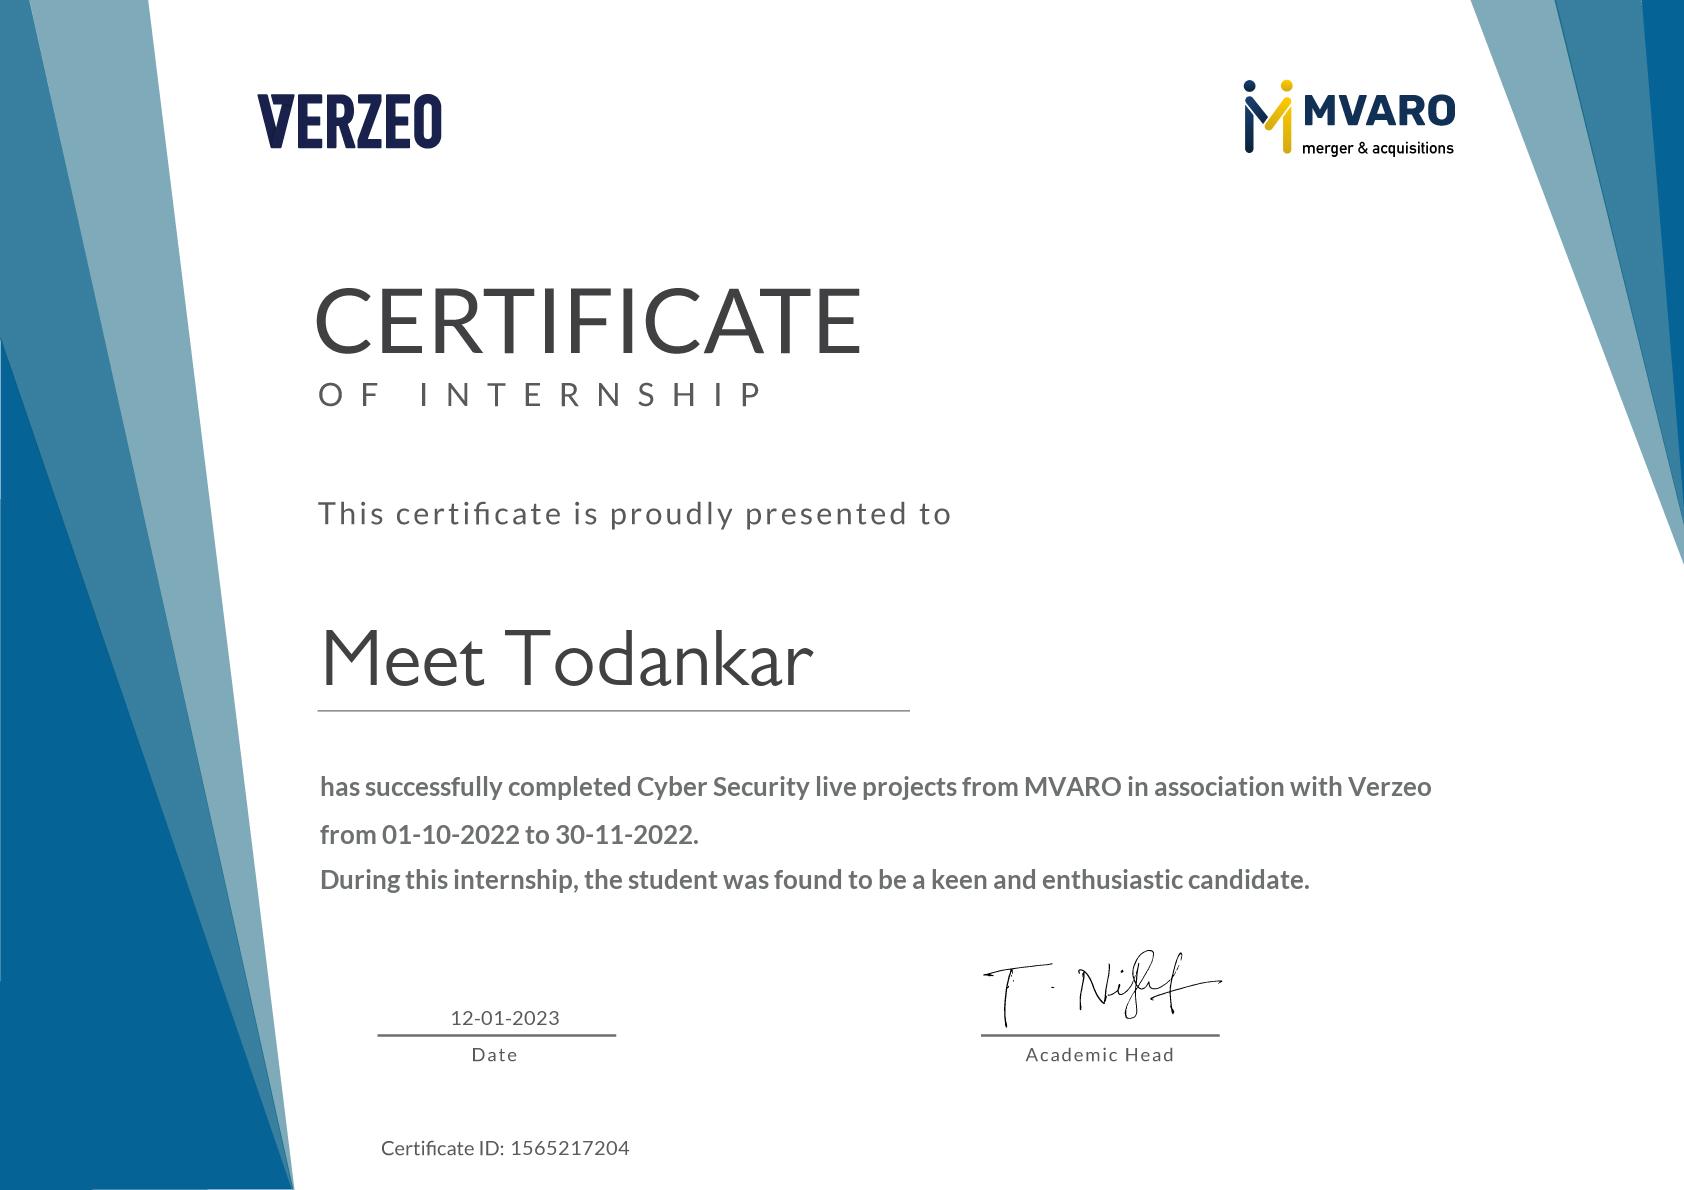 VERZEO
MVARO
merger & acquisitions
CERTIFICATE
OF INTERNSHIP
This certificate is proudly presented to
Meet Todankar
has successfully completed Cyber Security live projects from MVARO in association with Verzeo
from 01-10-2022 to 30-11-2022.
During this internship, the student was found to be a keen and enthusiastic candidate.
12-01-2023
Date
Academic Head
Certificate ID: 1565217204